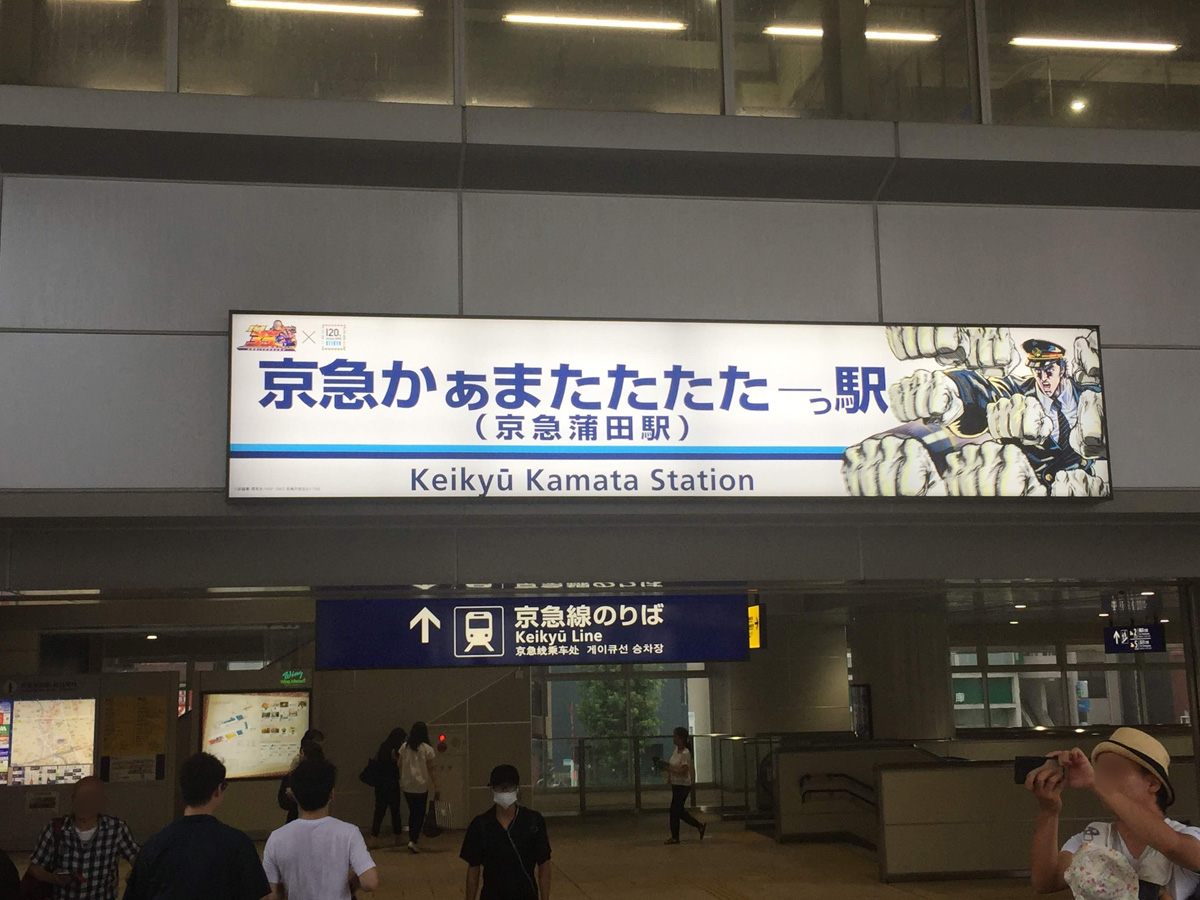 120
京急かぁまたたたたーっ駅
(京急蒲田駅)
Keikyū Kamata Station
京急線のりば
Keikyū Line
京急线乘车处 게이큐선 승차장